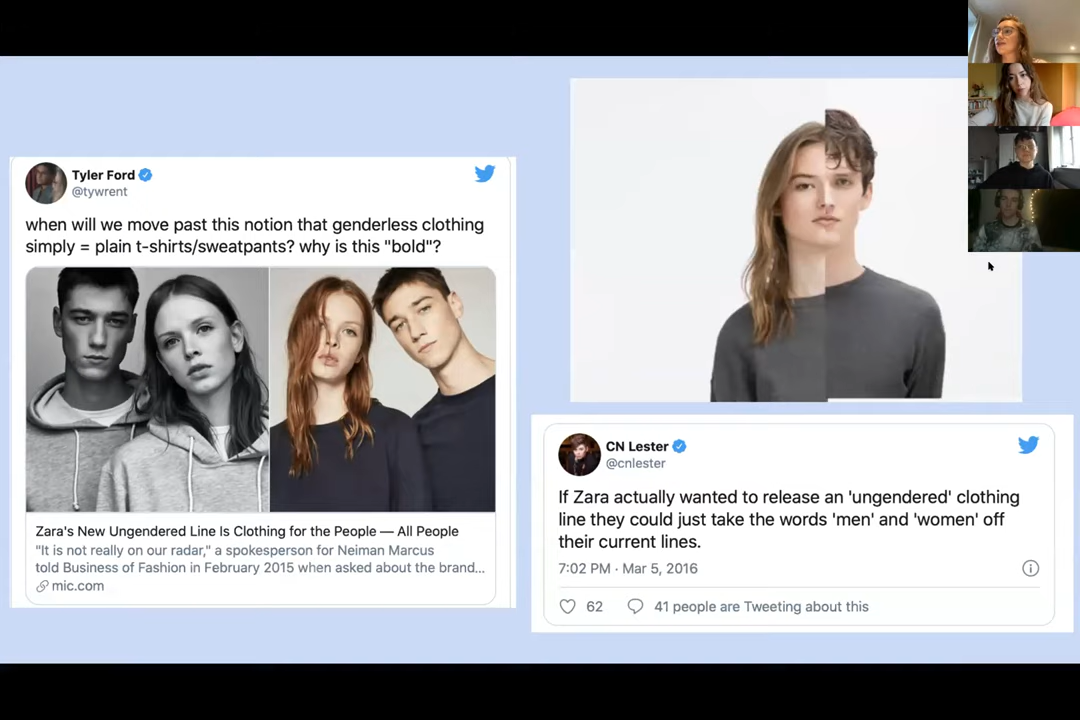 Tyler Ford
@tywrent
when will we move past this notion that genderless clothing
simply = plain t-shirts/sweatpants? why is this "bold"?
Zara's New Ungendered Line Is Clothing for the People — All People
"It is not really on our radar," a spokesperson for Neiman Marcus
told Business of Fashion in February 2015 when asked about the brand...
mic.com
CN Lester
@cnlester
If Zara actually wanted to release an 'ungendered' clothing
line they could just take the words 'men' and 'women' off
their current lines.
7:02 PM · Mar 5, 2016
62
41 people are Tweeting about this